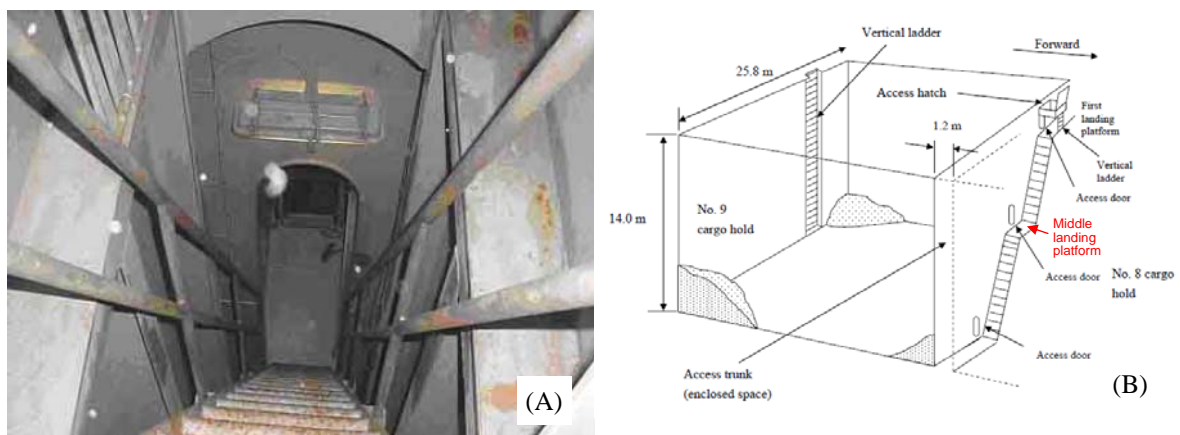 (A)
Vertical ladder
Forward
25.8 m
Access hatch
First
landing
platform
1.2 m
Vertical
ladder
Access door
14.0 m
No. 9
cargo hold
Middle
landing
platform
Access door
No. 8 cargo
hold
Access door
Access trunk
(enclosed space)
(B)